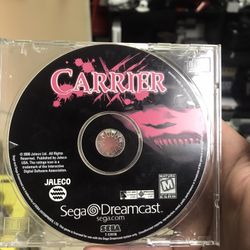 CARRIER
© 2000 Jaleco Ltd. All Rights
Reserved. Published by Jaleco
USA. The ratings icon is a
trademark of the Interactive
Digital Software Association.
JALECO
MATURE
M
Sega Dreamcast
sega.com
SEGA